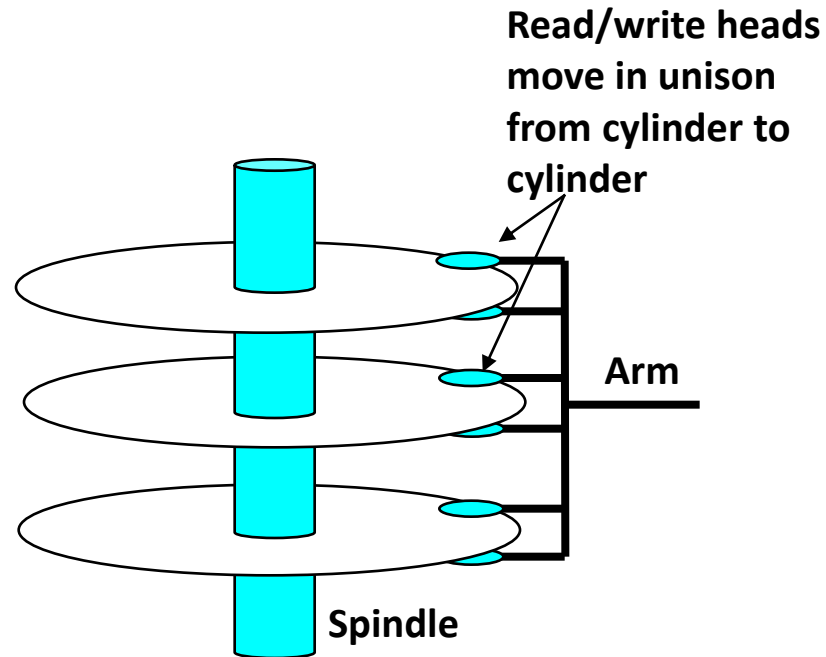 Read/write heads
move in unison
from cylinder to
cylinder
Arm
Spindle